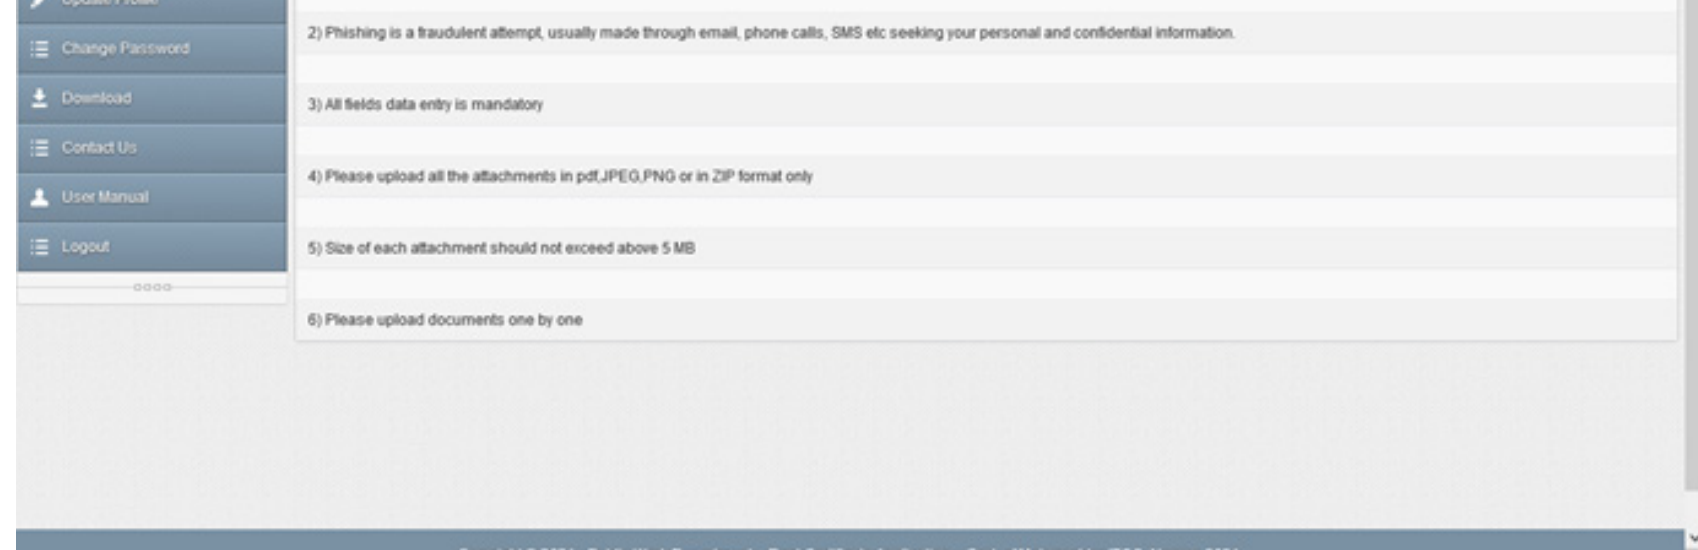 Update Profile
Change Password
Download
Contact Us
User Manual
Logout
2) Phishing is a fraudulent attempt, usually made through email, phone calls, SMS etc seeking your personal and confidential information.
3) All fields data entry is mandatory
4) Please upload all the attachments in pdf,JPEG,PNG or in ZIP format only
5) Size of each attachment should not exceed above 5 MB
6) Please upload documents one by one